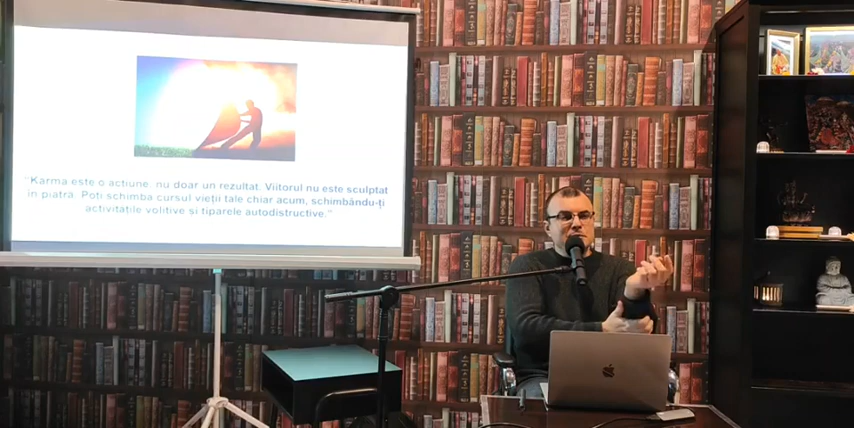 "Karma este o acțiune, nu doar un rezultat. Viitorul nu este sculptat
în piatră. Poți schimba cursul vieții tale chiar acum, schimbându-ți
activitățile volitive și tiparele autodistructive."